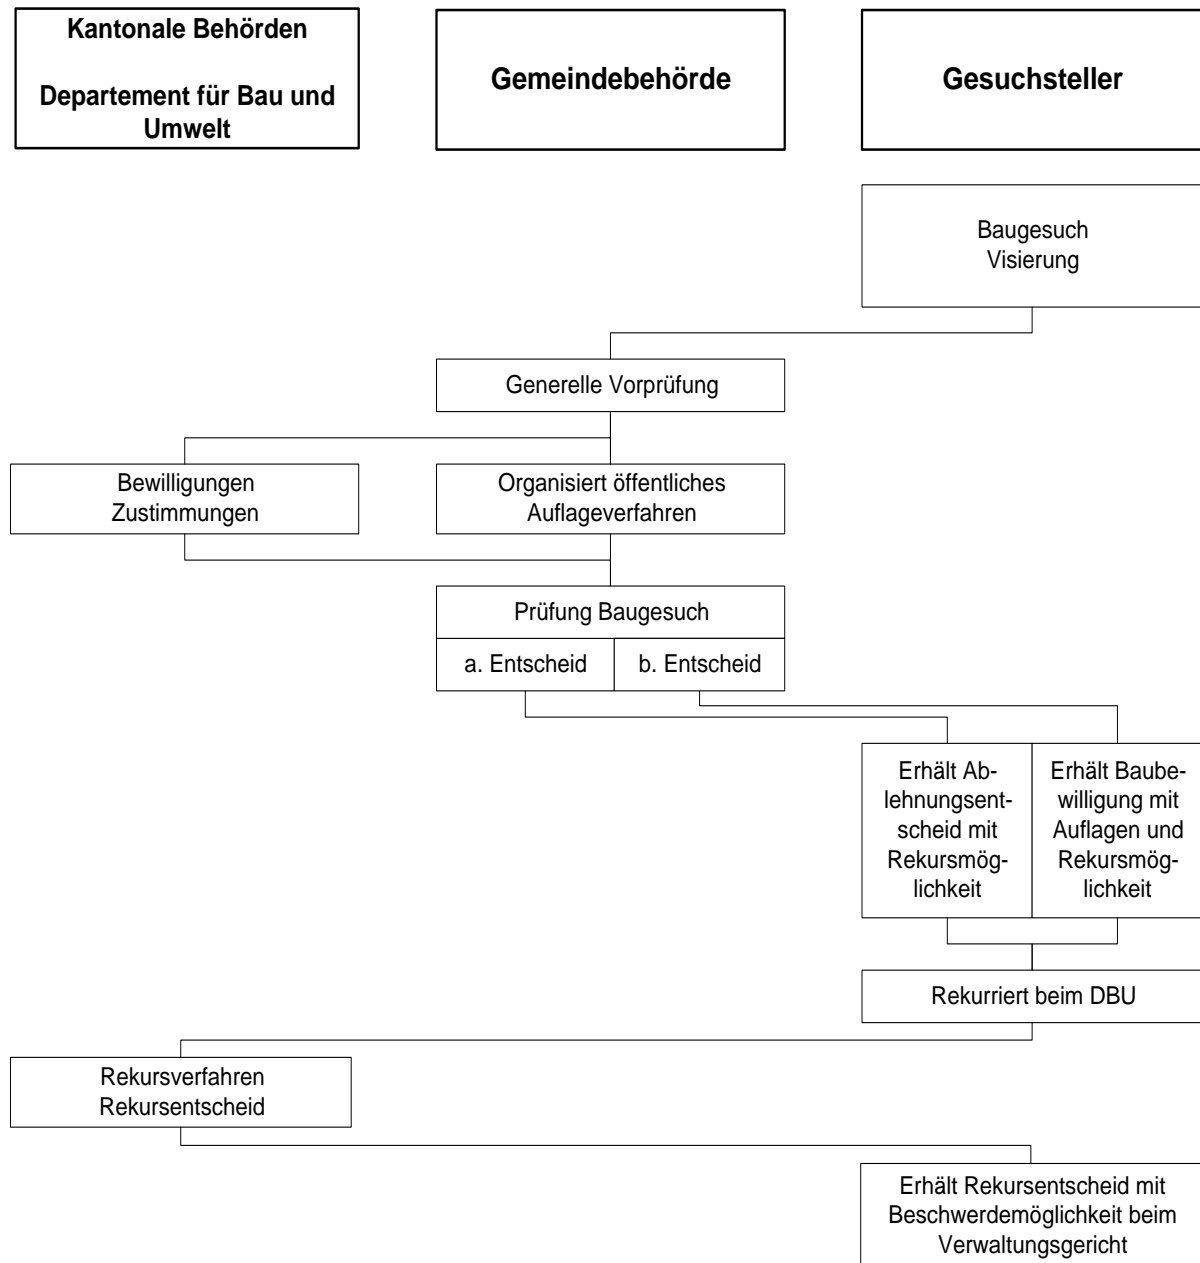 Kantonale Behörden
Departement für Bau und
Umwelt
Gemeindebehörde
Gesuchsteller
Baugesuch
Visierung
Generelle Vorprüfung
Bewilligungen
Zustimmungen
Organisiert öffentliches
Auflageverfahren
Prüfung Baugesuch
a. Entscheid
b. Entscheid
Erhält Ab-
lehnungsent-
scheid mit
Rekursmög-
lichkeit
Erhält Baube-
willigung mit
Auflagen und
Rekursmög-
lichkeit
Rekurriert beim DBU
Rekursverfahren
Rekursentscheid
Erhält Rekursentscheid mit
Beschwerdemöglichkeit beim
Verwaltungsgericht